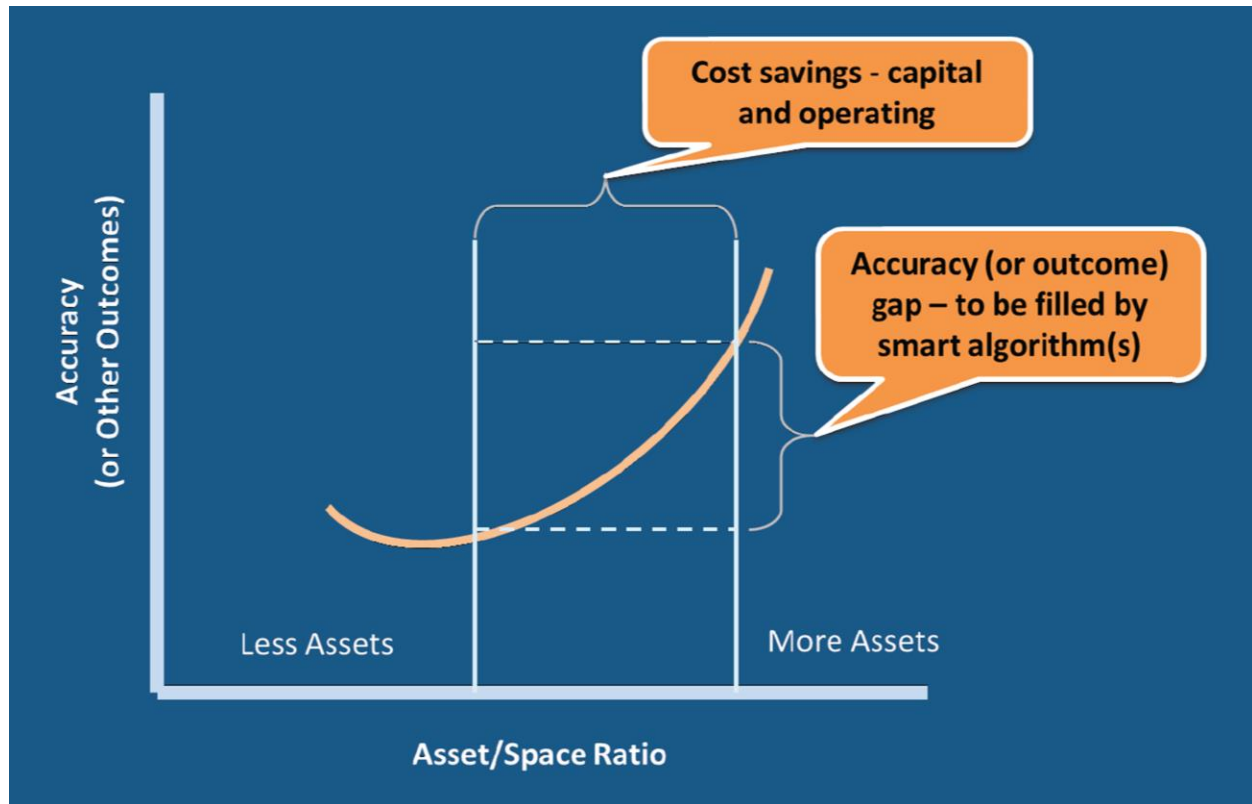 Cost savings - capital
and operating
Accuracy (or outcome)
gap – to be filled by
smart algorithm(s)
Accuracy
(or Other Outcomes)
Less Assets
More Assets
Asset/Space Ratio